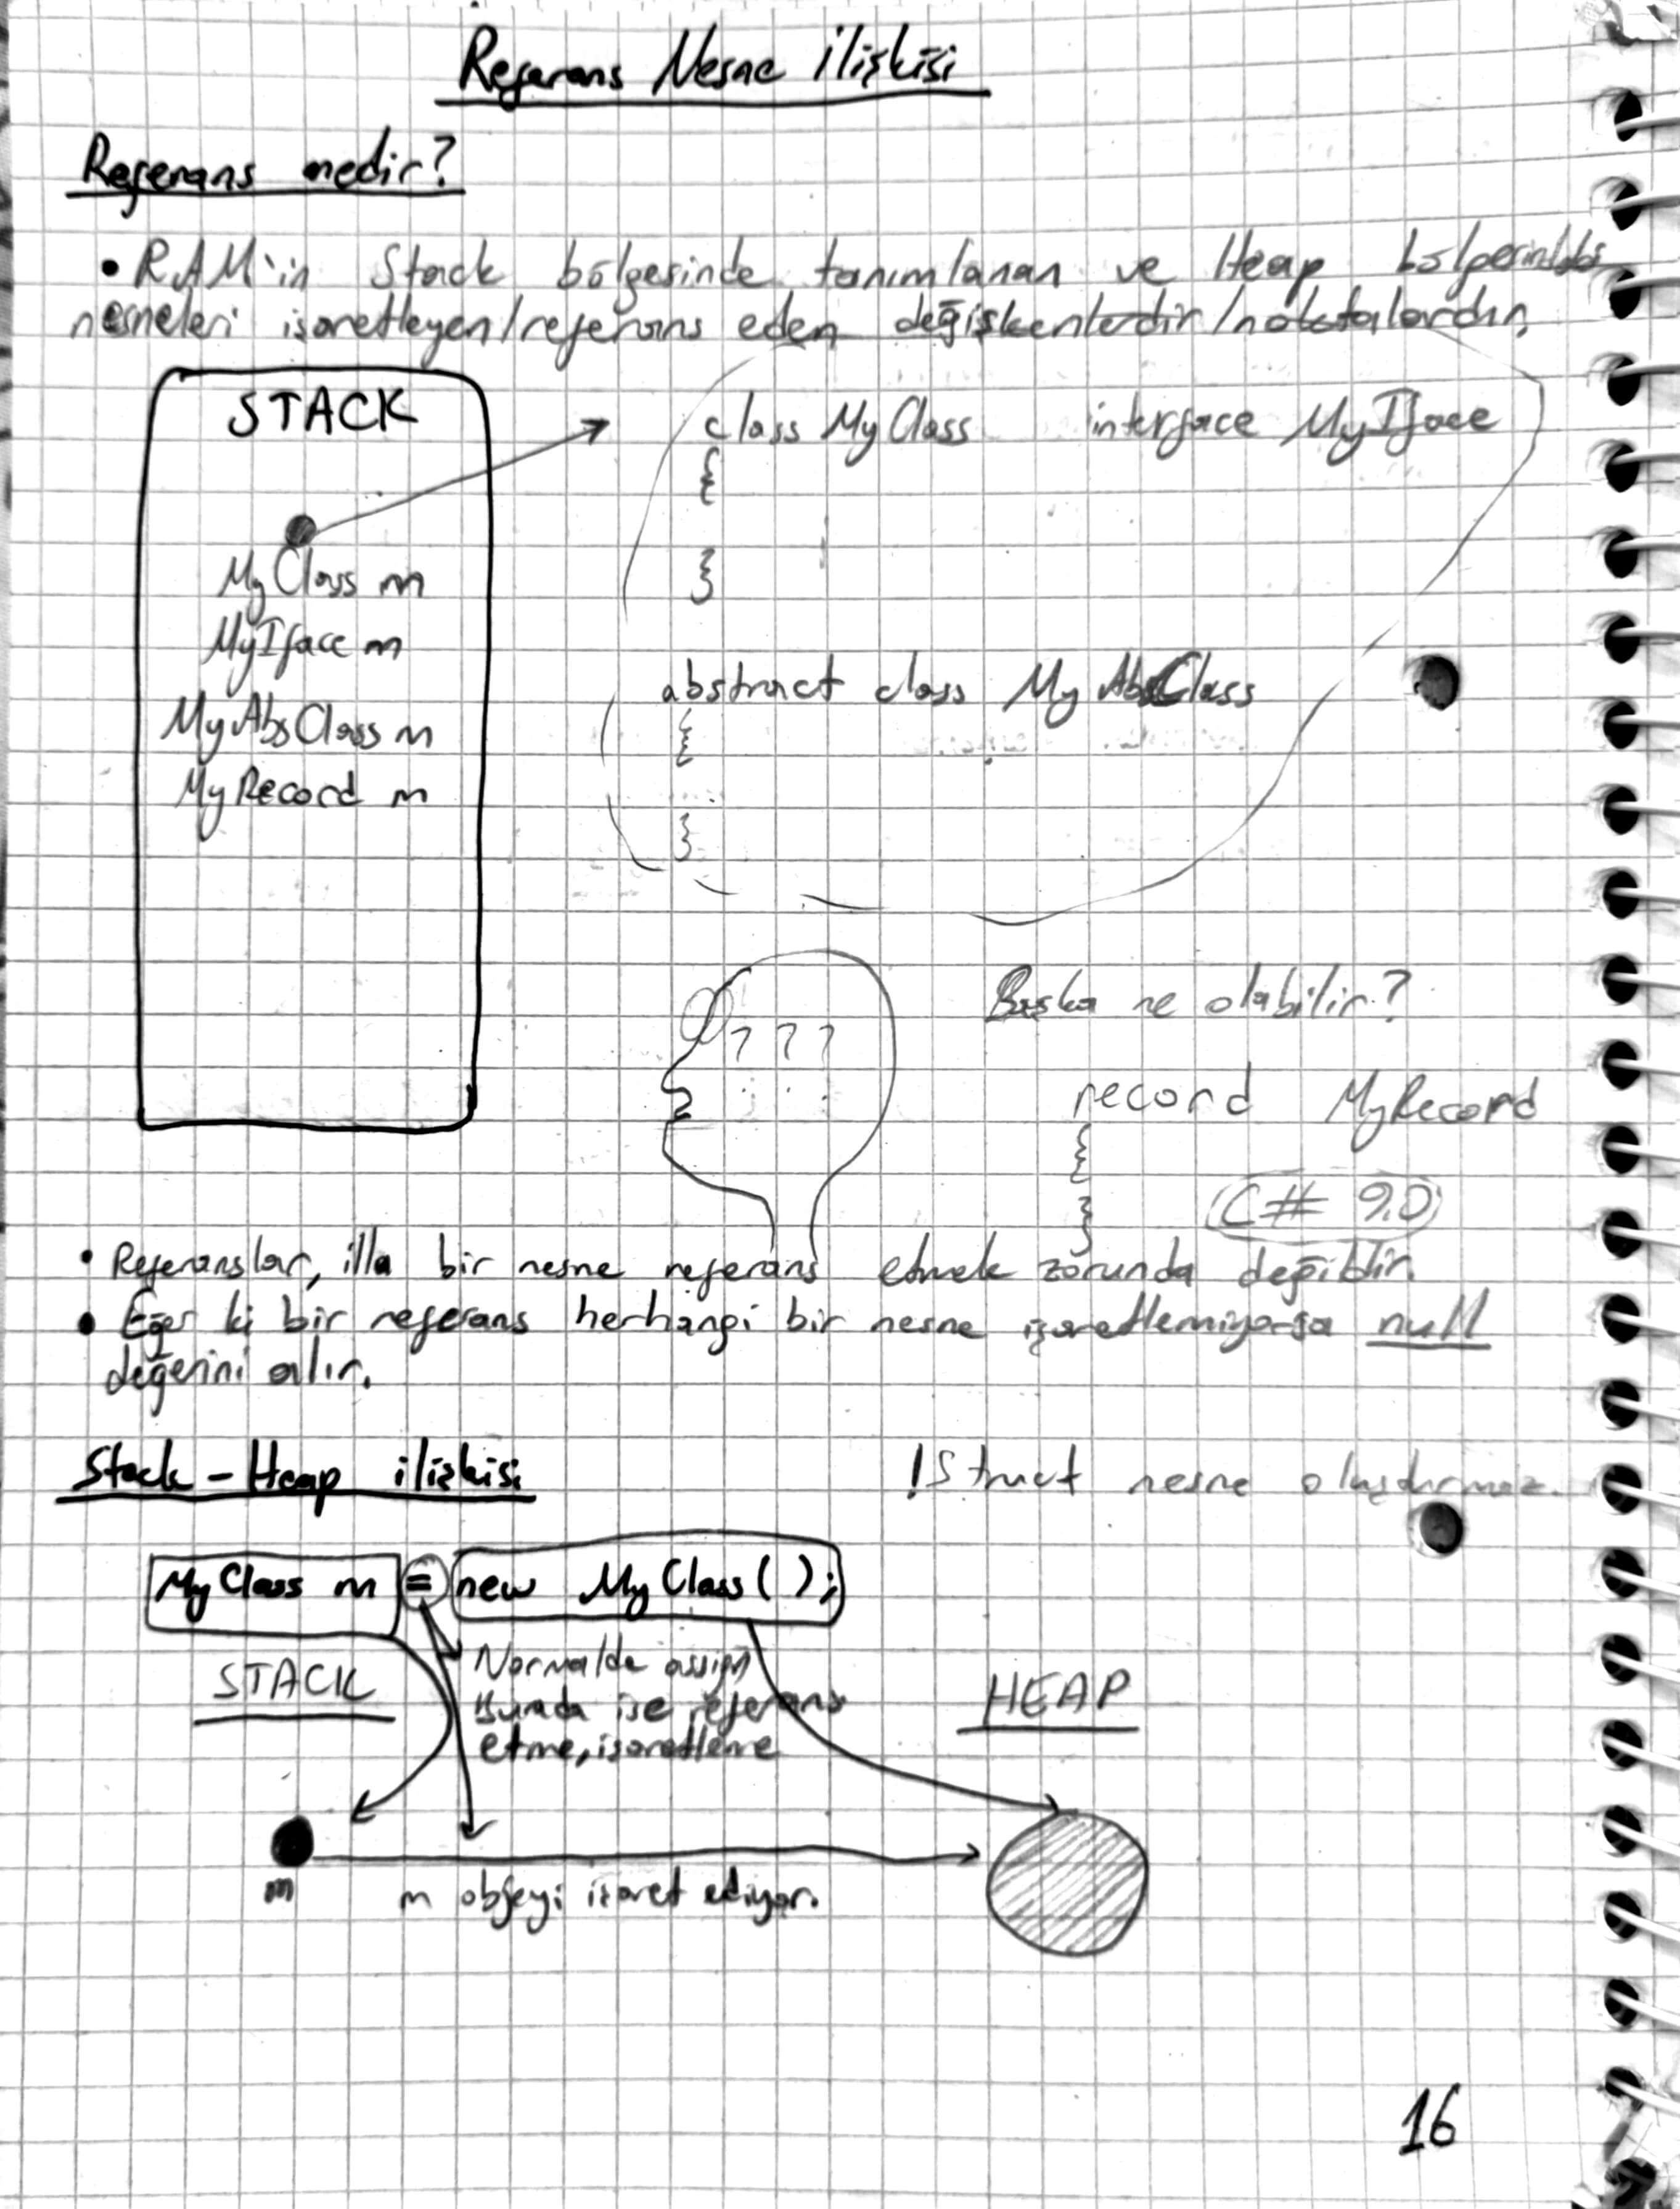 Referans Nesne ilişkisi
Referans nedir?
• RAM'in Stack bölgesinde tanımlanan ve Heap bölgesindeki
nesneleri işaretleyen/referans eden değişkenlerdir/noktalardır.
STACK
MyClass m
MyIface m
MyAbsClass m
MyRecord m
class MyClass interface MyIface
{
}
abstract class MyAbsClass
{
}
? ? ?
Başka ne olabilir?
record MyRecord
{
} C# 9.0
• Referanslar, illa bir nesne referans etmek zorunda değildir.
• Eğer ki bir referans herhangi bir nesne işaretlemiyorsa null
değerini alır.
Stack - Heap ilişkisi
! Struct nesne oluşturmaz.
MyClass m = new MyClass();
STACK
Normalde assign
Burada ise referans
etme, işaretleme
HEAP
m
m objeyi işaret ediyor.
16